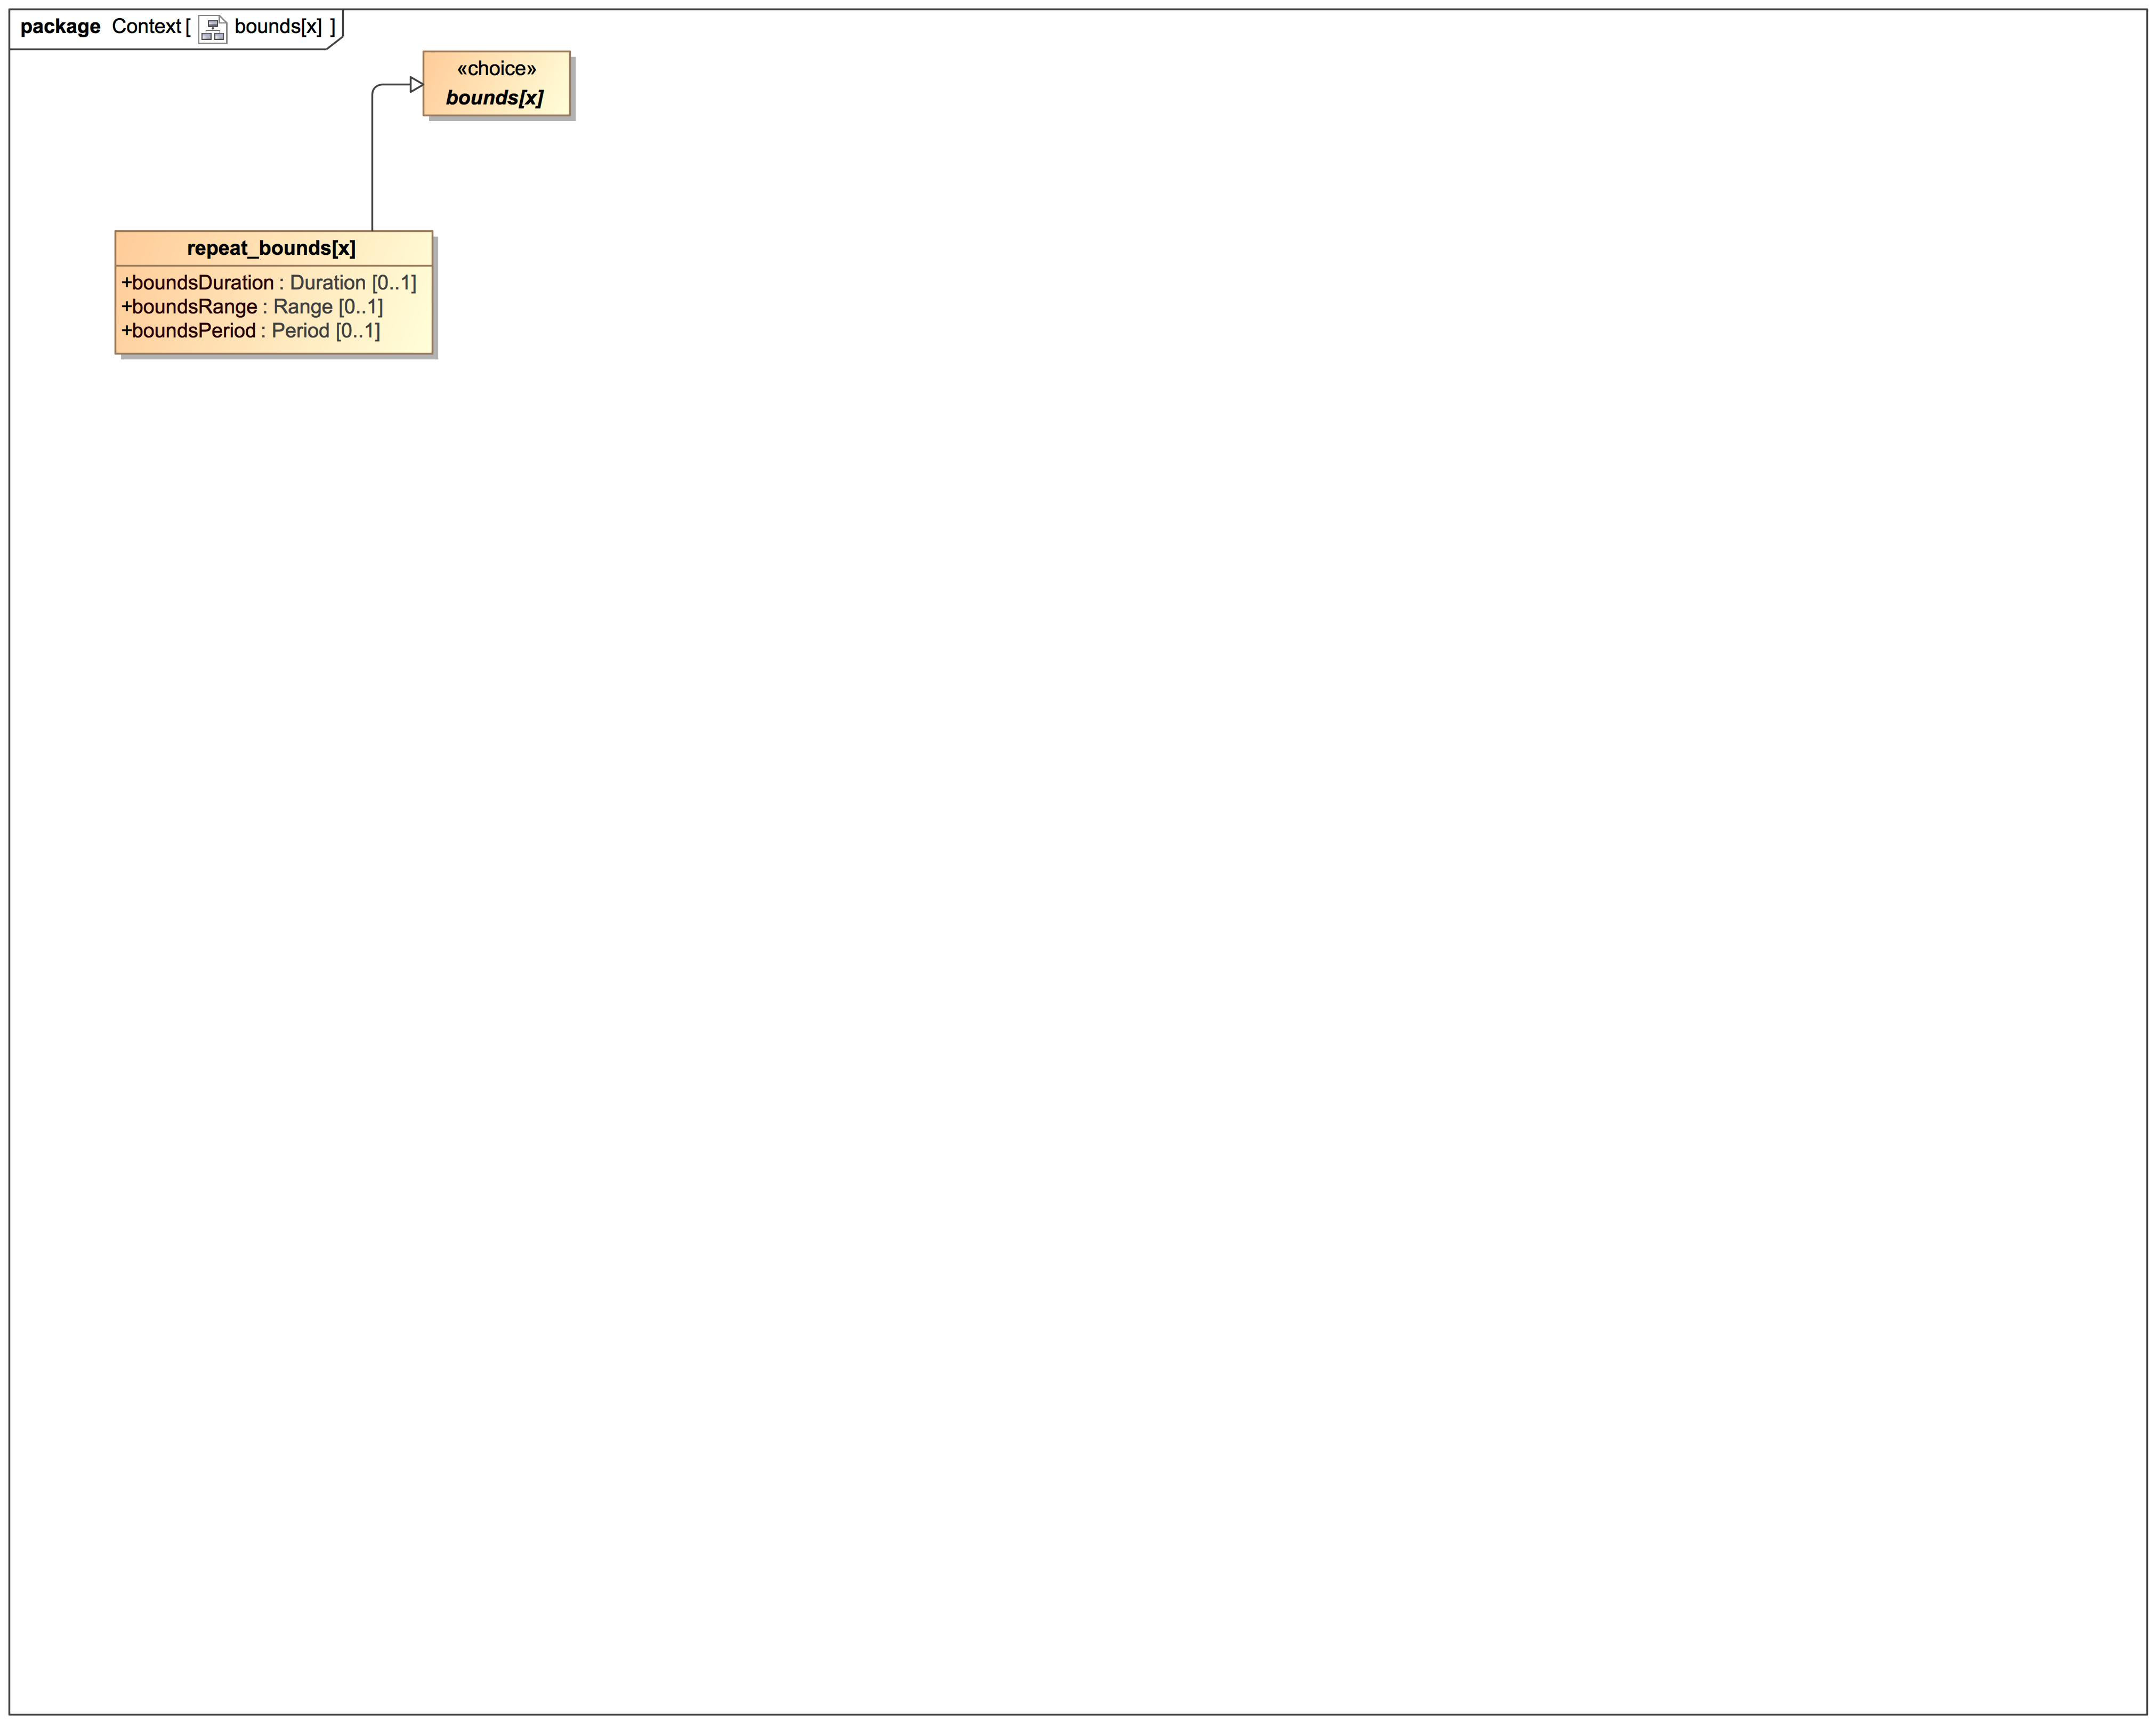 package Context [ bounds[x] ]
«choice»
bounds[x]
repeat_bounds[x]
+boundsDuration : Duration [0..1]
+boundsRange : Range [0..1]
+boundsPeriod : Period [0..1]